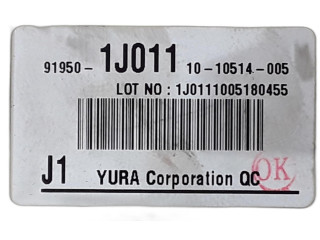 91950- 1J011 10-10514-005
LOT NO : 1J0111005180455
J1 YURA Corporation QC OK